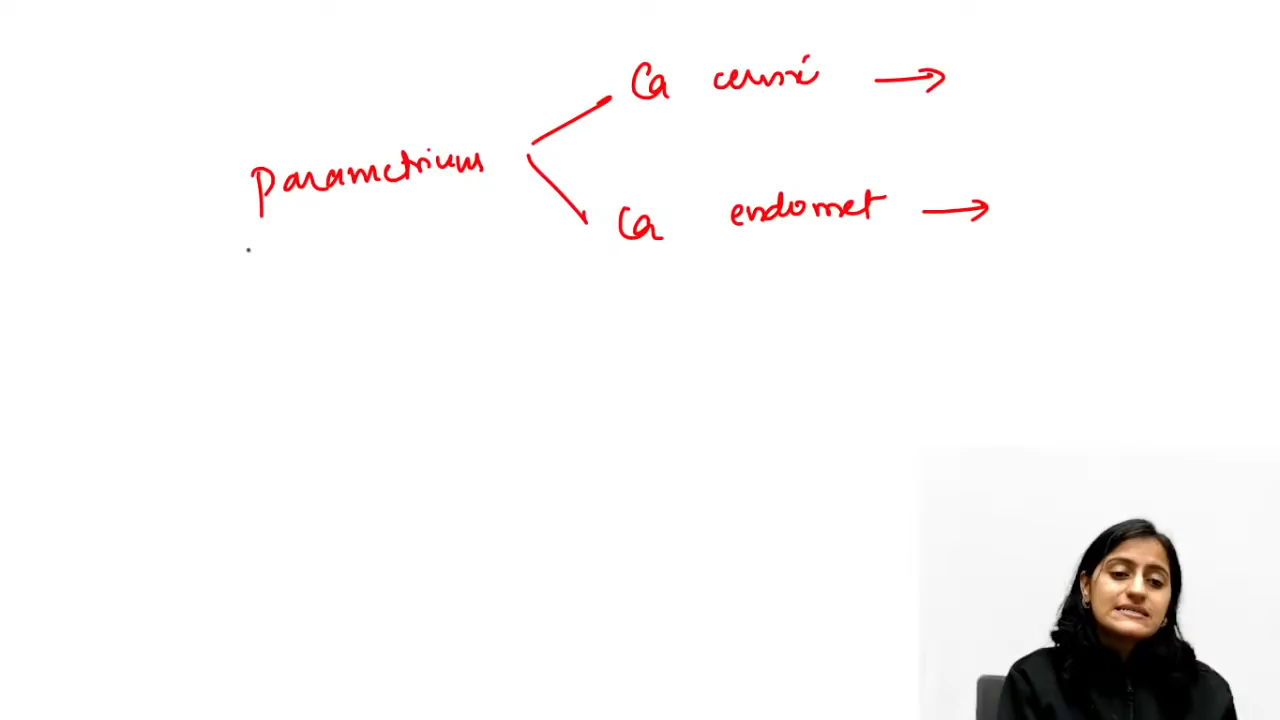 Ca cervix →
Parametrium
Ca endomet →